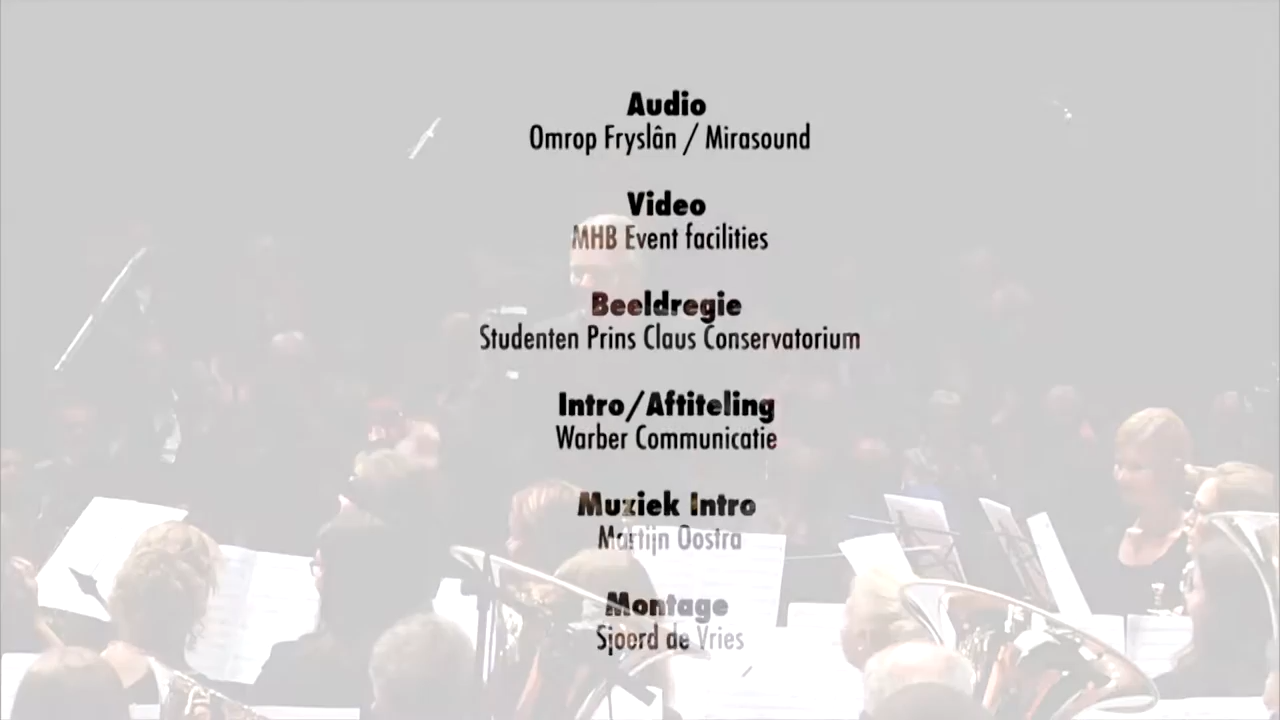 Audio
Omrop Fryslân / Mirasound
Video
MHB Event facilities
Beeldregie
Studenten Prins Claus Conservatorium
Intro/Aftiteling
Warber Communicatie
Muziek Intro
Martijn Oostra
Montage
Sjoerd de Vries